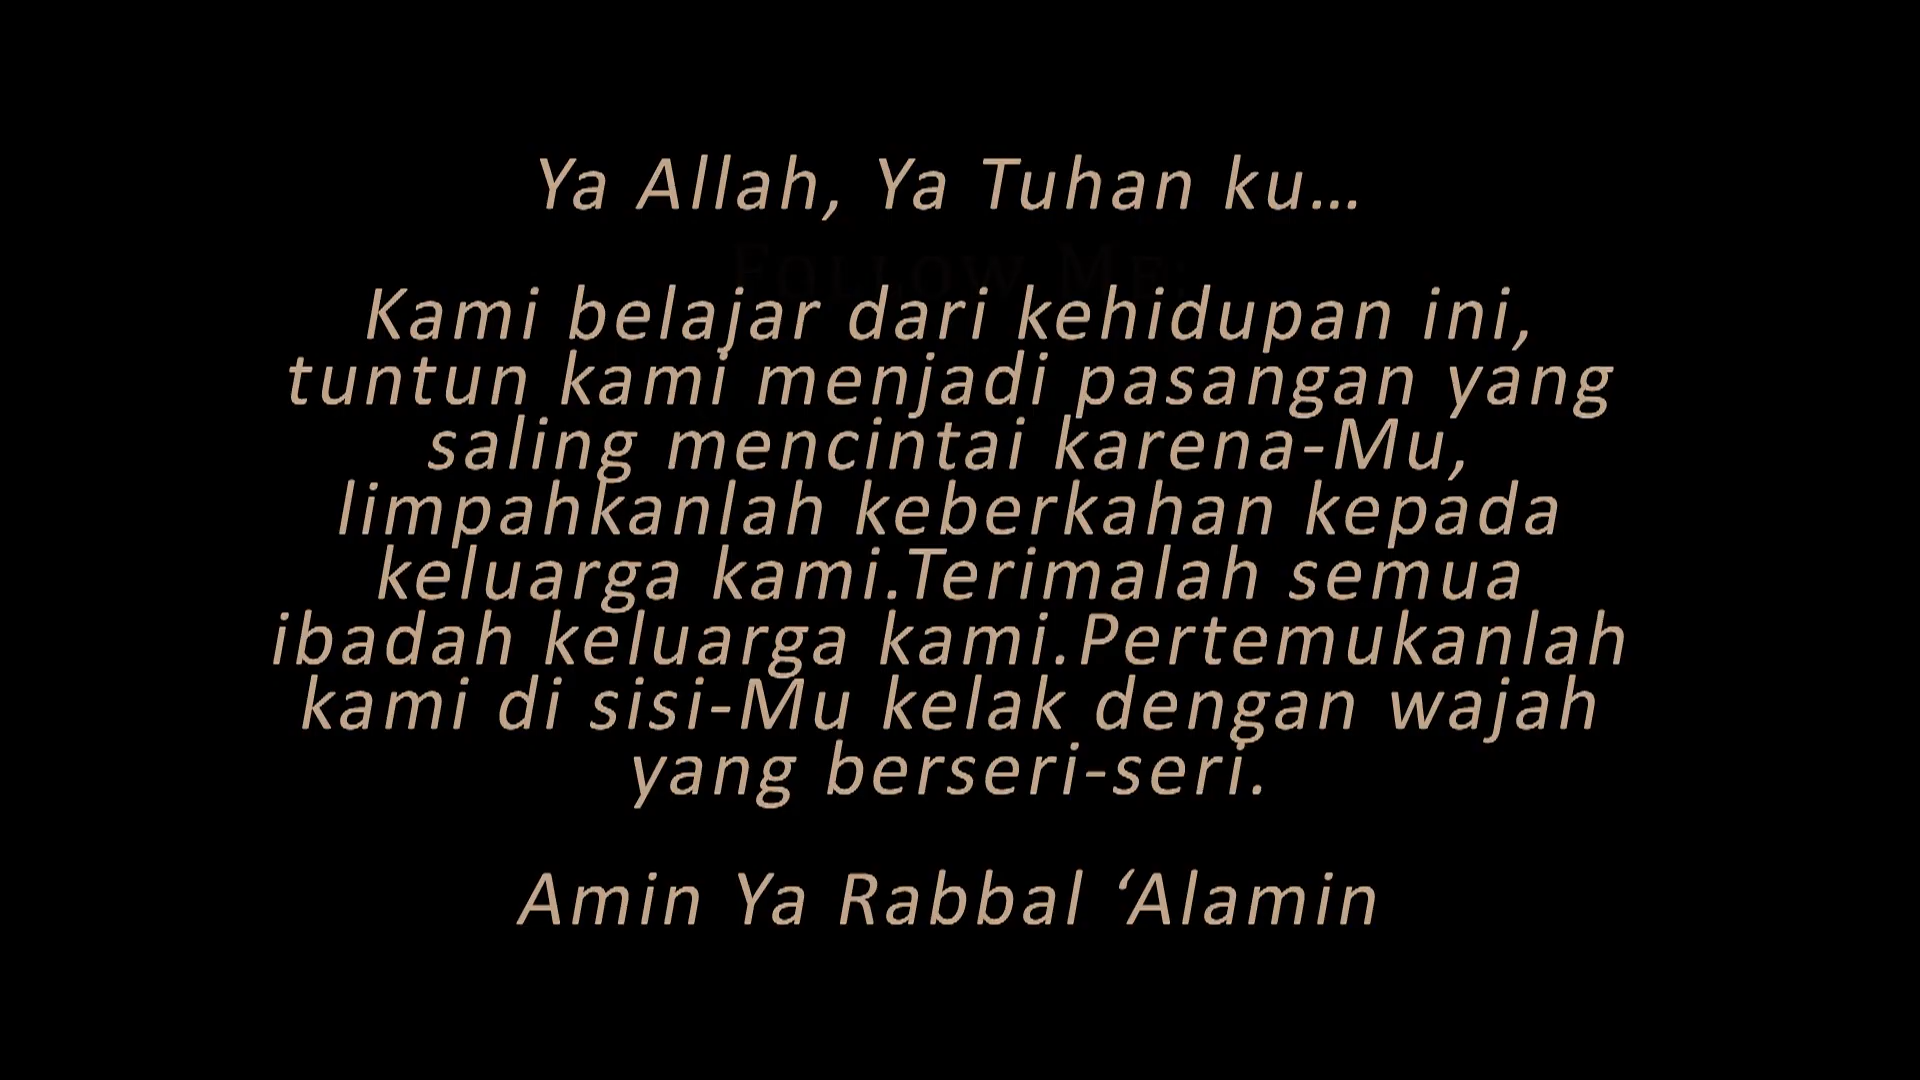 Ya Allah, Ya Tuhan ku…
FOLLOW ME:
Kami belajar dari kehidupan ini,
tuntun kami menjadi pasangan yang
saling mencintai karena-Mu,
limpahkanlah keberkahan kepada
keluarga kami.Terimalah semua
ibadah keluarga kami.Pertemukanlah
kami di sisi-Mu kelak dengan wajah
yang berseri-seri.
Amin Ya Rabbal ‘Alamin